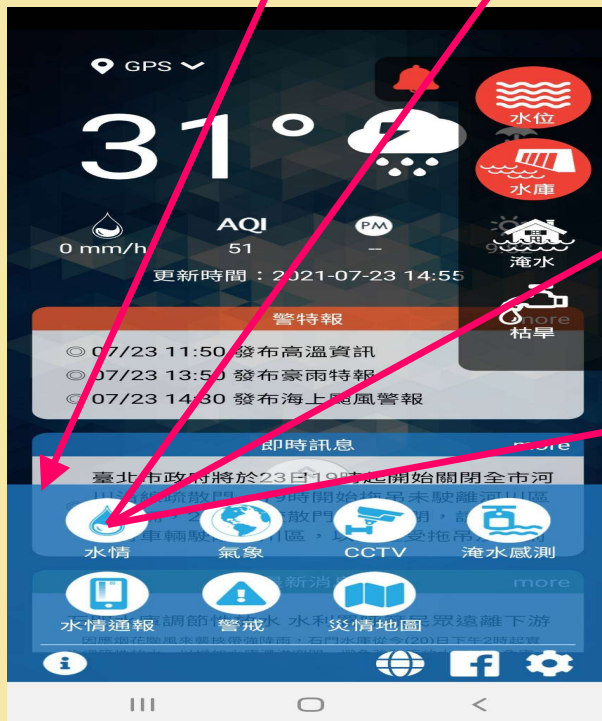 GPS
31°
水位
水庫
0 mm/h
AQI
51
PM
--
淹水
更新時間：2021-07-23 14:55
警特報
more
枯旱
◎ 07/23 11:50 發布高溫資訊
◎ 07/23 13:50 發布豪雨特報
◎ 07/23 14:30 發布海上颱風警報
即時訊息
more
臺北市政府將於23日19時起開始關閉全市河
水情
氣象
CCTV
淹水感測
more
水情通報
警戒
災情地圖